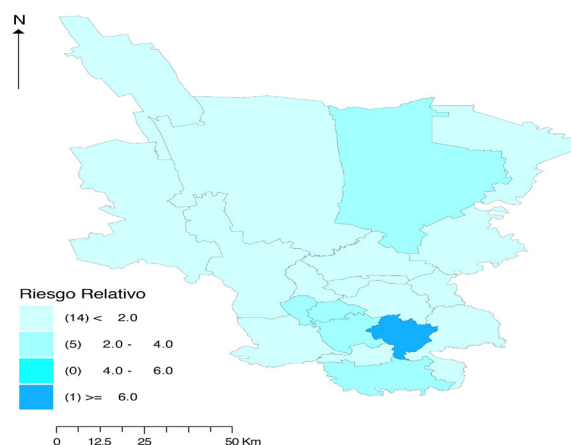 N
Riesgo Relativo
(14) < 2.0
(5) 2.0 - 4.0
(0) 4.0 - 6.0
(1) >= 6.0
0 12.5 25 50 Km